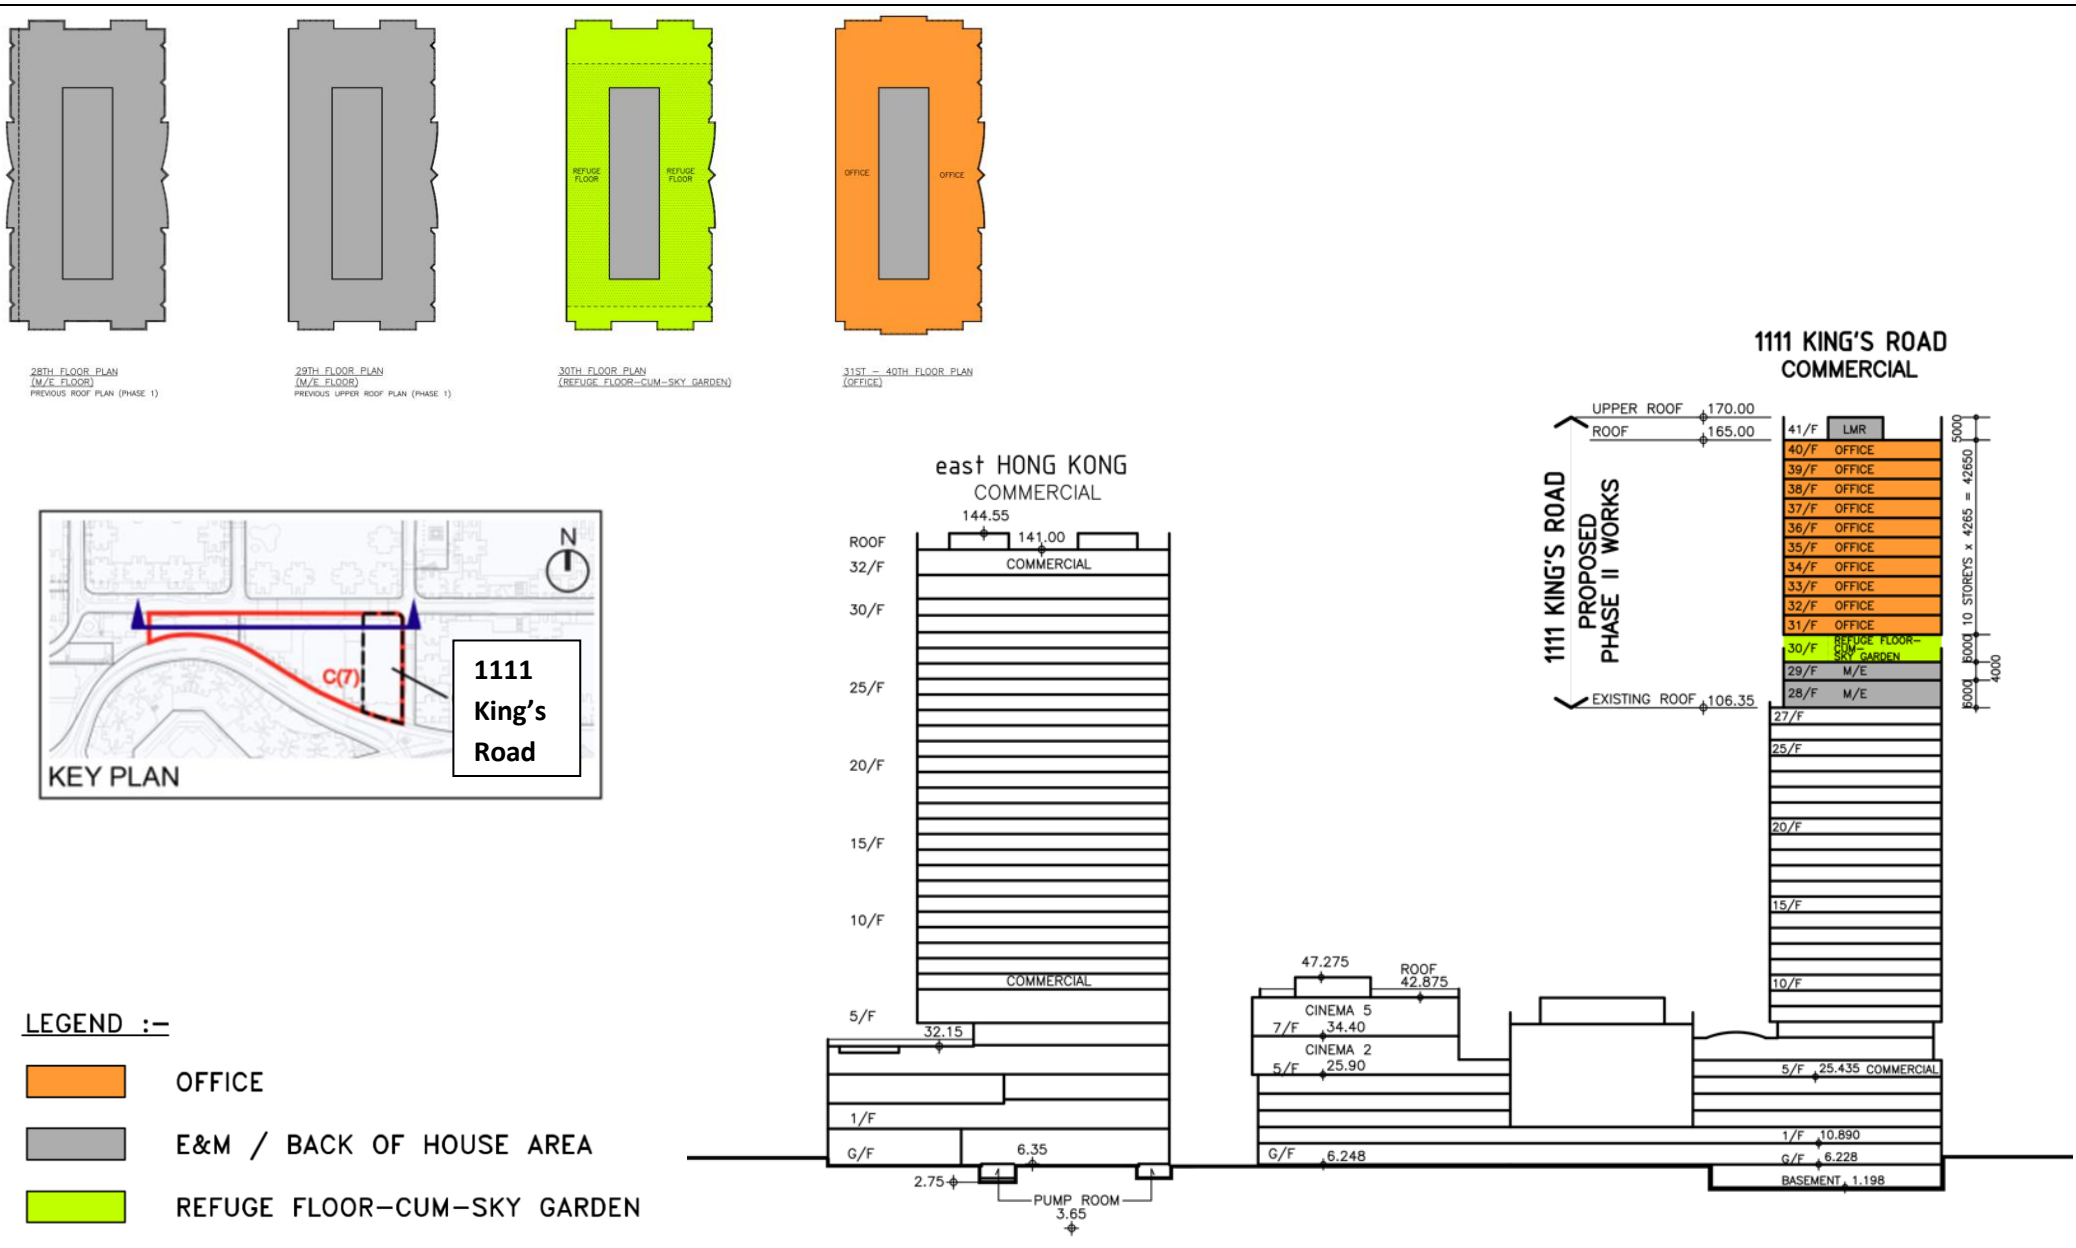 REFUGE
FLOOR
REFUGE
FLOOR
OFFICE
OFFICE
28TH FLOOR PLAN
(M/E FLOOR)
PREVIOUS ROOF PLAN (PHASE 1)
29TH FLOOR PLAN
(M/E FLOOR)
PREVIOUS UPPER ROOF PLAN (PHASE 1)
30TH FLOOR PLAN
(REFUGE FLOOR-CUM-SKY GARDEN)
31ST - 40TH FLOOR PLAN
(OFFICE)
N
C(7)
1111
King's
Road
KEY PLAN
LEGEND :-
OFFICE
E&M / BACK OF HOUSE AREA
REFUGE FLOOR-CUM-SKY GARDEN
east HONG KONG
COMMERCIAL
144.55
ROOF
141.00
32/F
COMMERCIAL
30/F
25/F
20/F
15/F
10/F
COMMERCIAL
5/F
32.15
1/F
G/F
6.35
2.75
PUMP ROOM
3.65
47.275
ROOF
42.875
CINEMA 5
7/F 34.40
CINEMA 2
5/F 25.90
G/F 6.248
1111 KING'S ROAD
COMMERCIAL
1111 KING'S ROAD
PROPOSED
PHASE II WORKS
UPPER ROOF 170.00
ROOF 165.00
EXISTING ROOF 106.35
41/F LMR
40/F OFFICE
39/F OFFICE
38/F OFFICE
37/F OFFICE
36/F OFFICE
35/F OFFICE
34/F OFFICE
33/F OFFICE
32/F OFFICE
31/F OFFICE
30/F REFUGE FLOOR-
CUM-
SKY GARDEN
29/F M/E
28/F M/E
27/F
25/F
20/F
15/F
10/F
5/F 25.435 COMMERCIAL
1/F 10.890
G/F 6.228
BASEMENT 1.198
5000
10 STOREYS x 4265 = 42650
6000
4000
6000